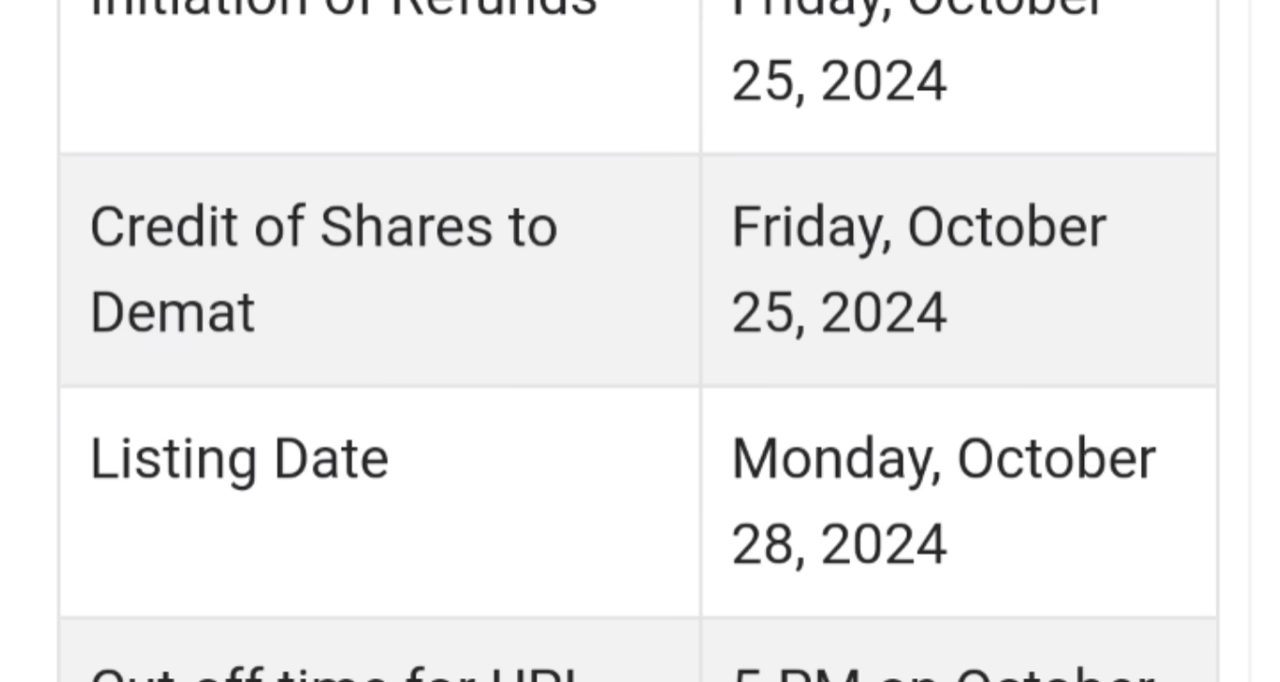 Initiation of Refunds
Friday, October
25, 2024
Credit of Shares to
Demat
Friday, October
25, 2024
Listing Date
Monday, October
28, 2024
Cut-off time for UPI
5 PM on October